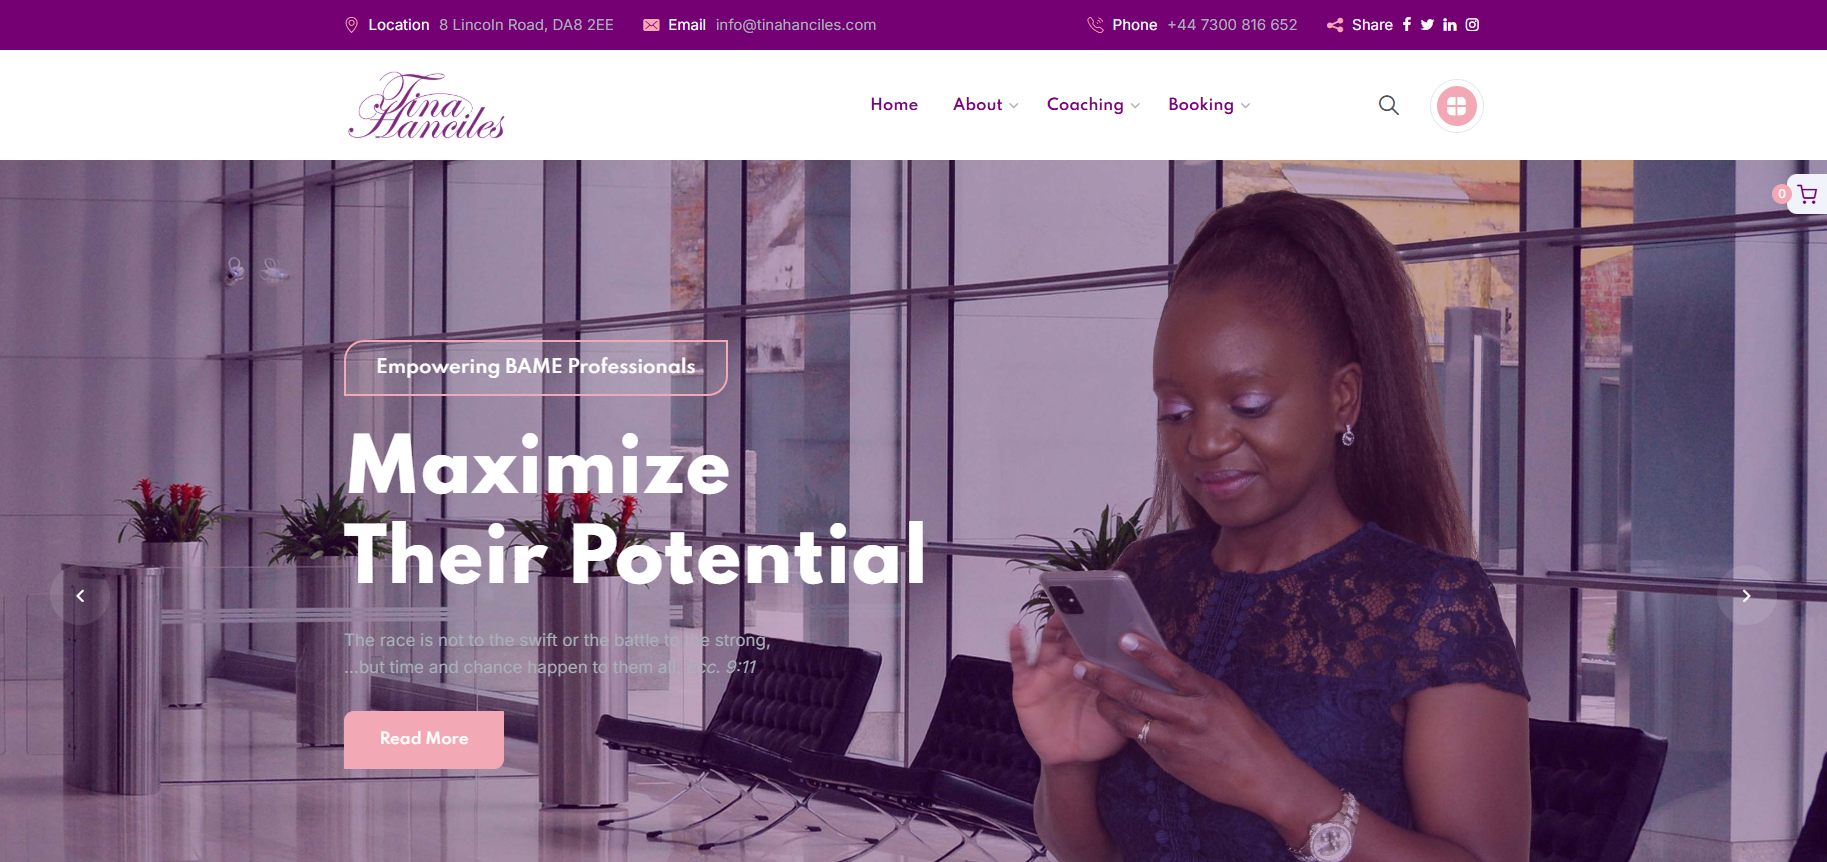 Location 8 Lincoln Road, DA8 2EE Email info@tinahanciles.com Phone +44 7300 816 652 Share
Tina
Hanciles
Home About Coaching Booking
0
Empowering BAME Professionals
Maximize
Their Potential
The race is not to the swift or the battle to the strong,
...but time and chance happen to them all. Ecc. 9:11
Read More